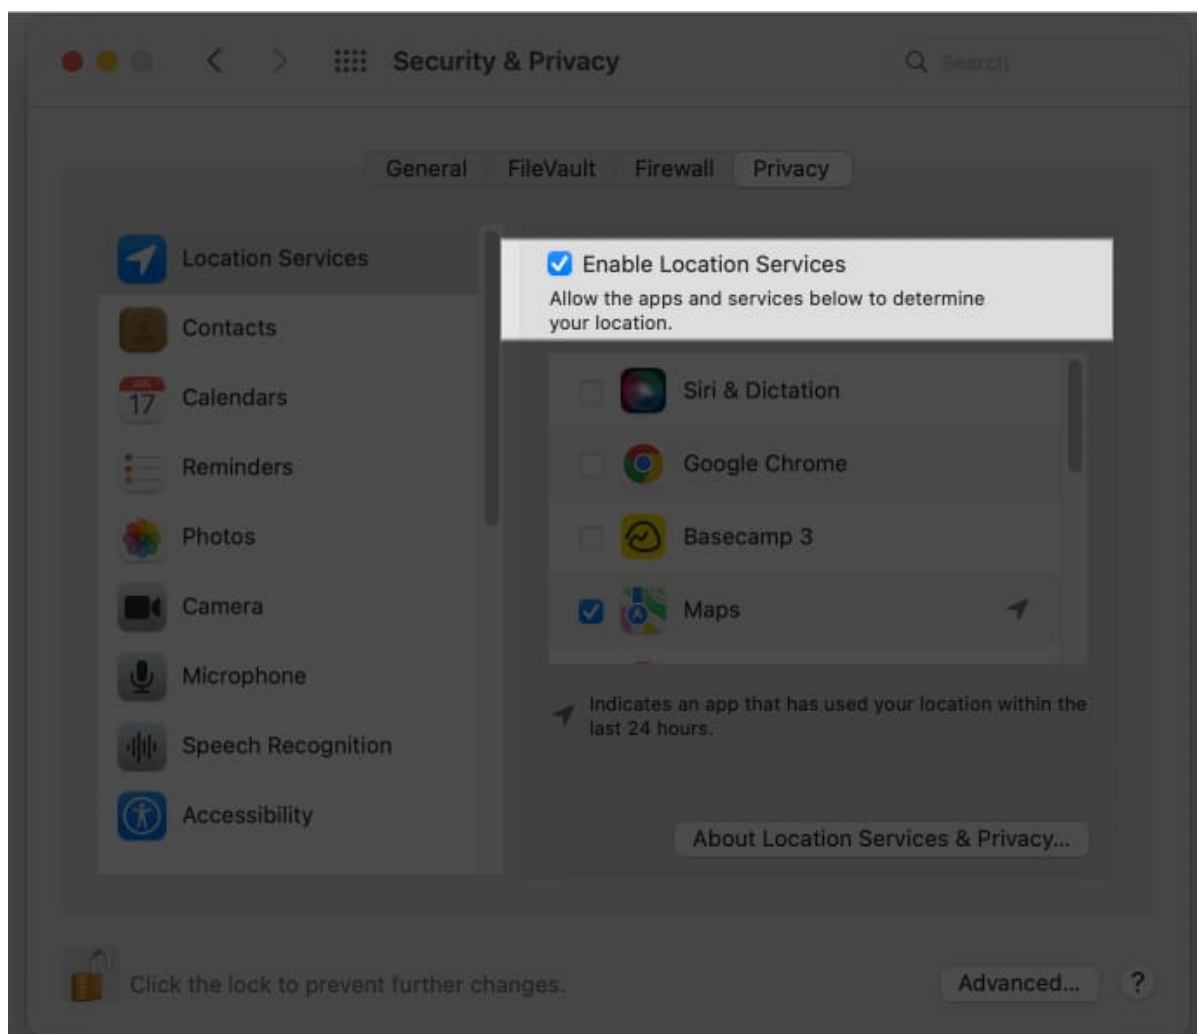 Security & Privacy
Search
General FileVault Firewall Privacy
Location Services
Contacts
JUL
17
Calendars
Reminders
Photos
Camera
Microphone
Speech Recognition
Accessibility
Enable Location Services
Allow the apps and services below to determine
your location.
Siri & Dictation
Google Chrome
Basecamp 3
Maps
Indicates an app that has used your location within the
last 24 hours.
About Location Services & Privacy...
Click the lock to prevent further changes.
Advanced... ?